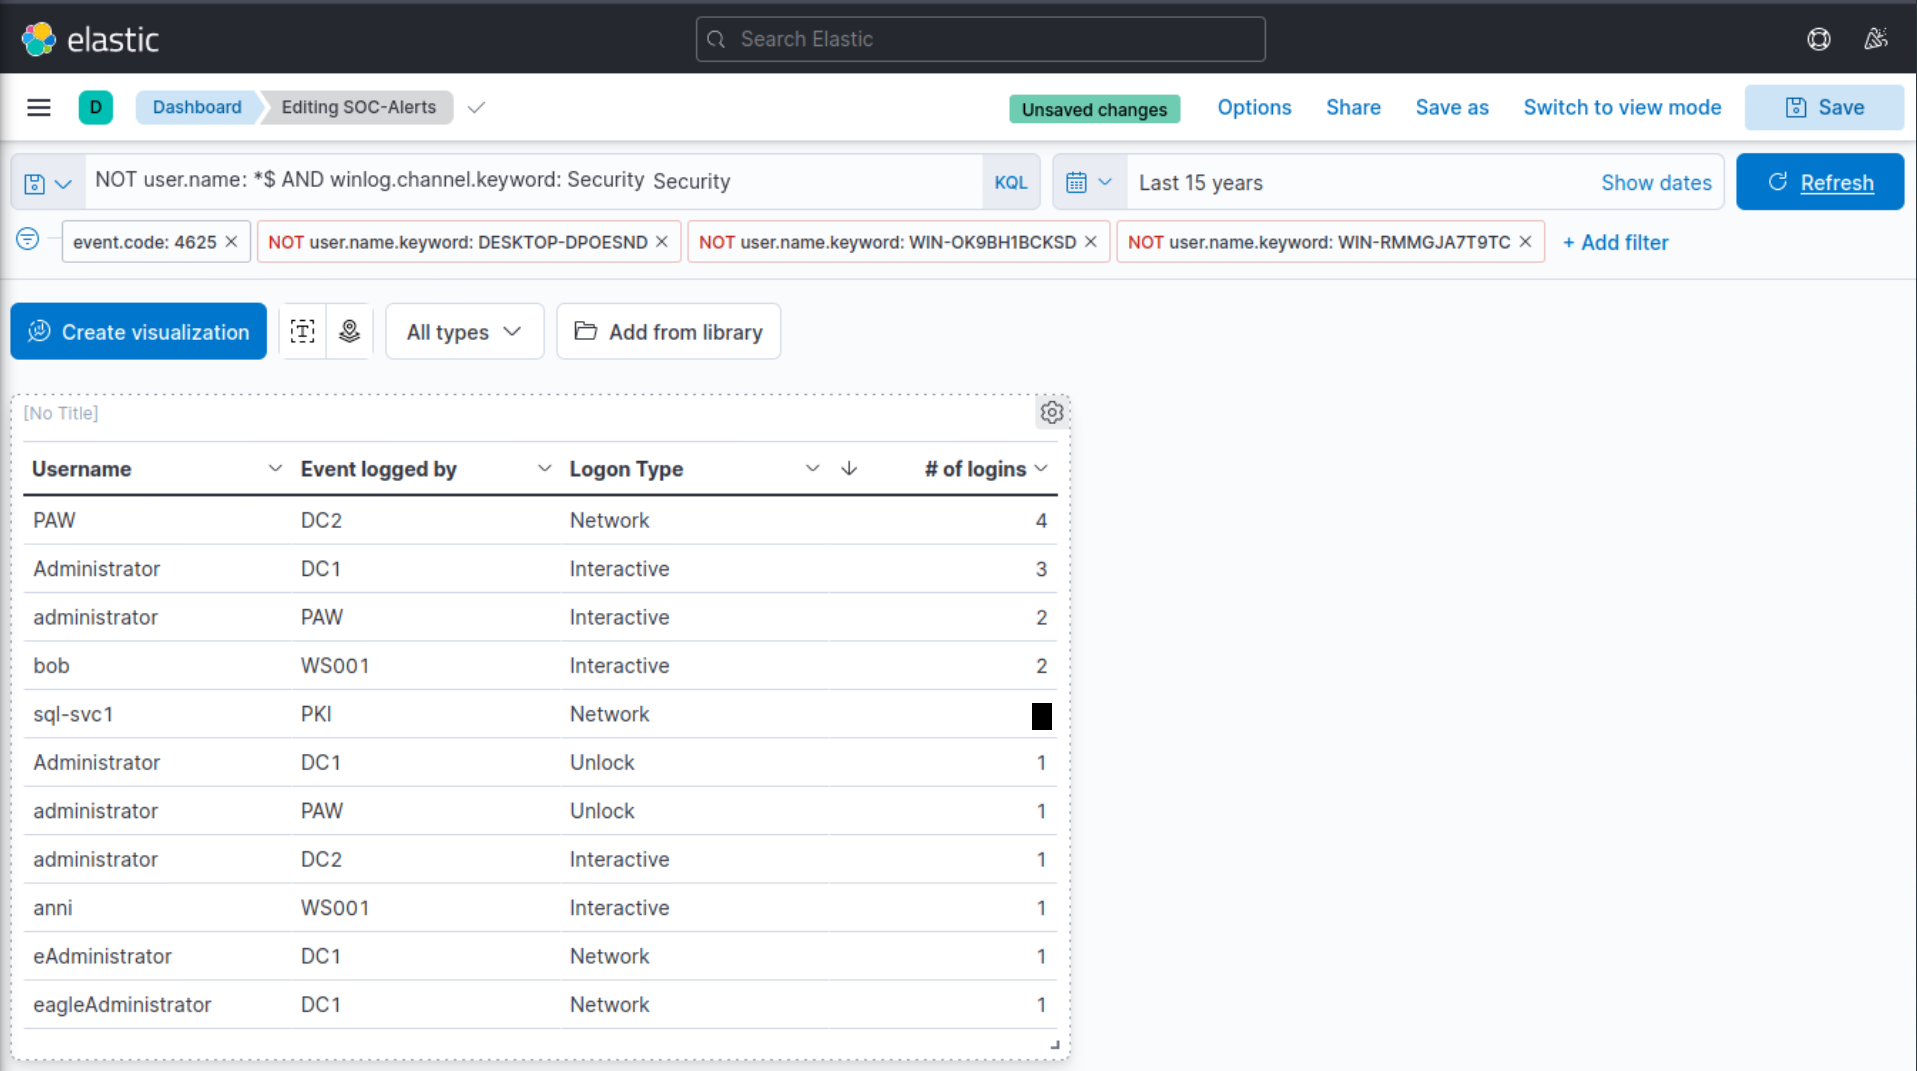 elastic Search Elastic
D Dashboard Editing SOC-Alerts Unsaved changes Options Share Save as Switch to view mode Save
NOT user.name: *$ AND winlog.channel.keyword: Security Security KQL Last 15 years Show dates Refresh
event.code: 4625 × NOT user.name.keyword: DESKTOP-DPOESND × NOT user.name.keyword: WIN-OK9BH1BCKSD × NOT user.name.keyword: WIN-RMMGJA7T9TC × + Add filter
Create visualization All types Add from library
[No Title]
Username Event logged by Logon Type ↓ # of logins
PAW DC2 Network 4
Administrator DC1 Interactive 3
administrator PAW Interactive 2
bob WS001 Interactive 2
sql-svc1 PKI Network
Administrator DC1 Unlock 1
administrator PAW Unlock 1
administrator DC2 Interactive 1
anni WS001 Interactive 1
eAdministrator DC1 Network 1
eagleAdministrator DC1 Network 1